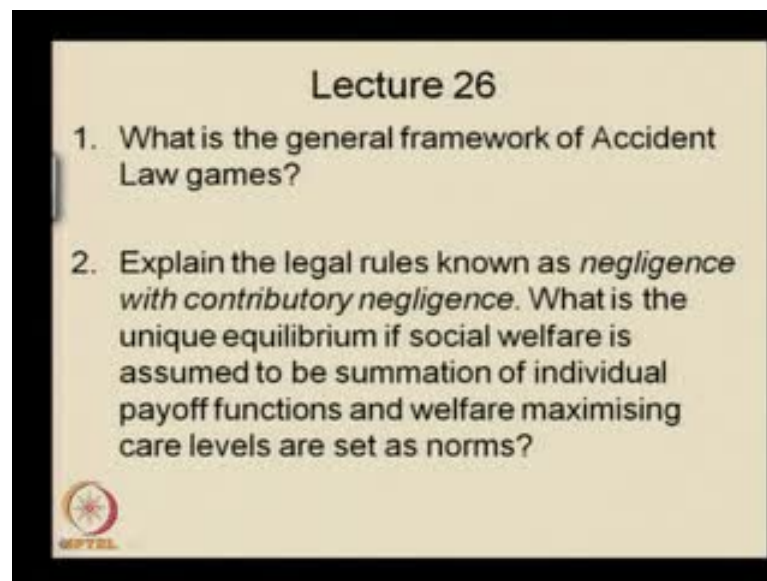 Lecture 26
1. What is the general framework of Accident
Law games?
2. Explain the legal rules known as negligence
with contributory negligence. What is the
unique equilibrium if social welfare is
assumed to be summation of individual
payoff functions and welfare maximising
care levels are set as norms?
NPTEL